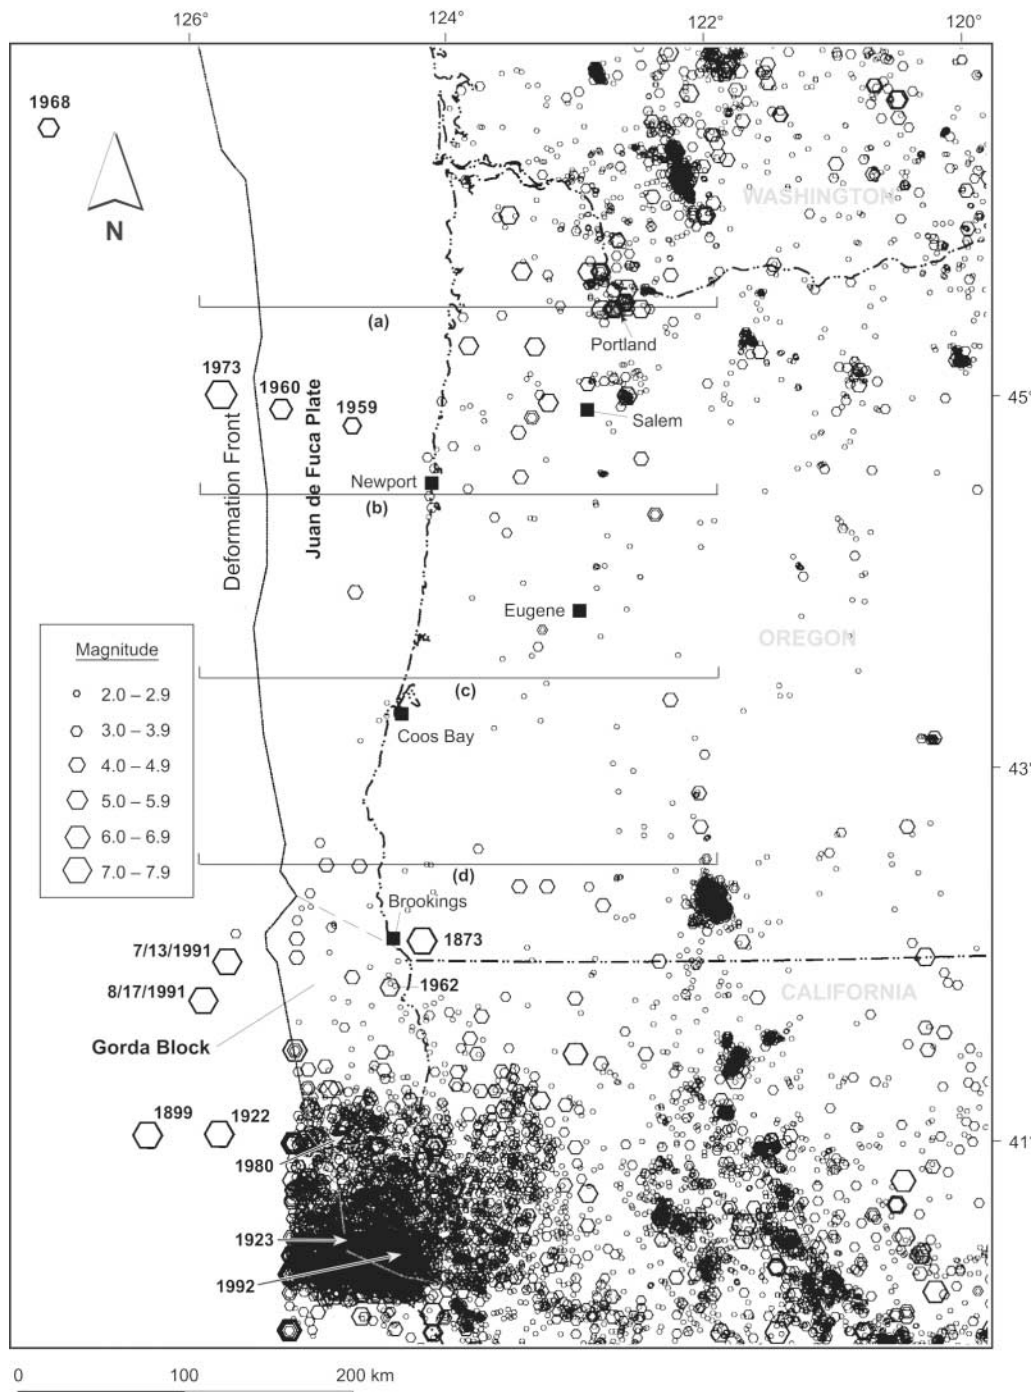 126° 124° 122° 120°
1968
N
WASHINGTON
(a)
Portland
1973
1960
1959
45°
Salem
Deformation Front
Juan de Fuca Plate
Newport
(b)
Eugene
OREGON
Magnitude
2.0 – 2.9
3.0 – 3.9
4.0 – 4.9
5.0 – 5.9
6.0 – 6.9
7.0 – 7.9
(c)
Coos Bay
43°
(d)
Brookings
7/13/1991
1873
8/17/1991
1962
CALIFORNIA
Gorda Block
1899
1922
41°
1980
1923
1992
0 100 200 km